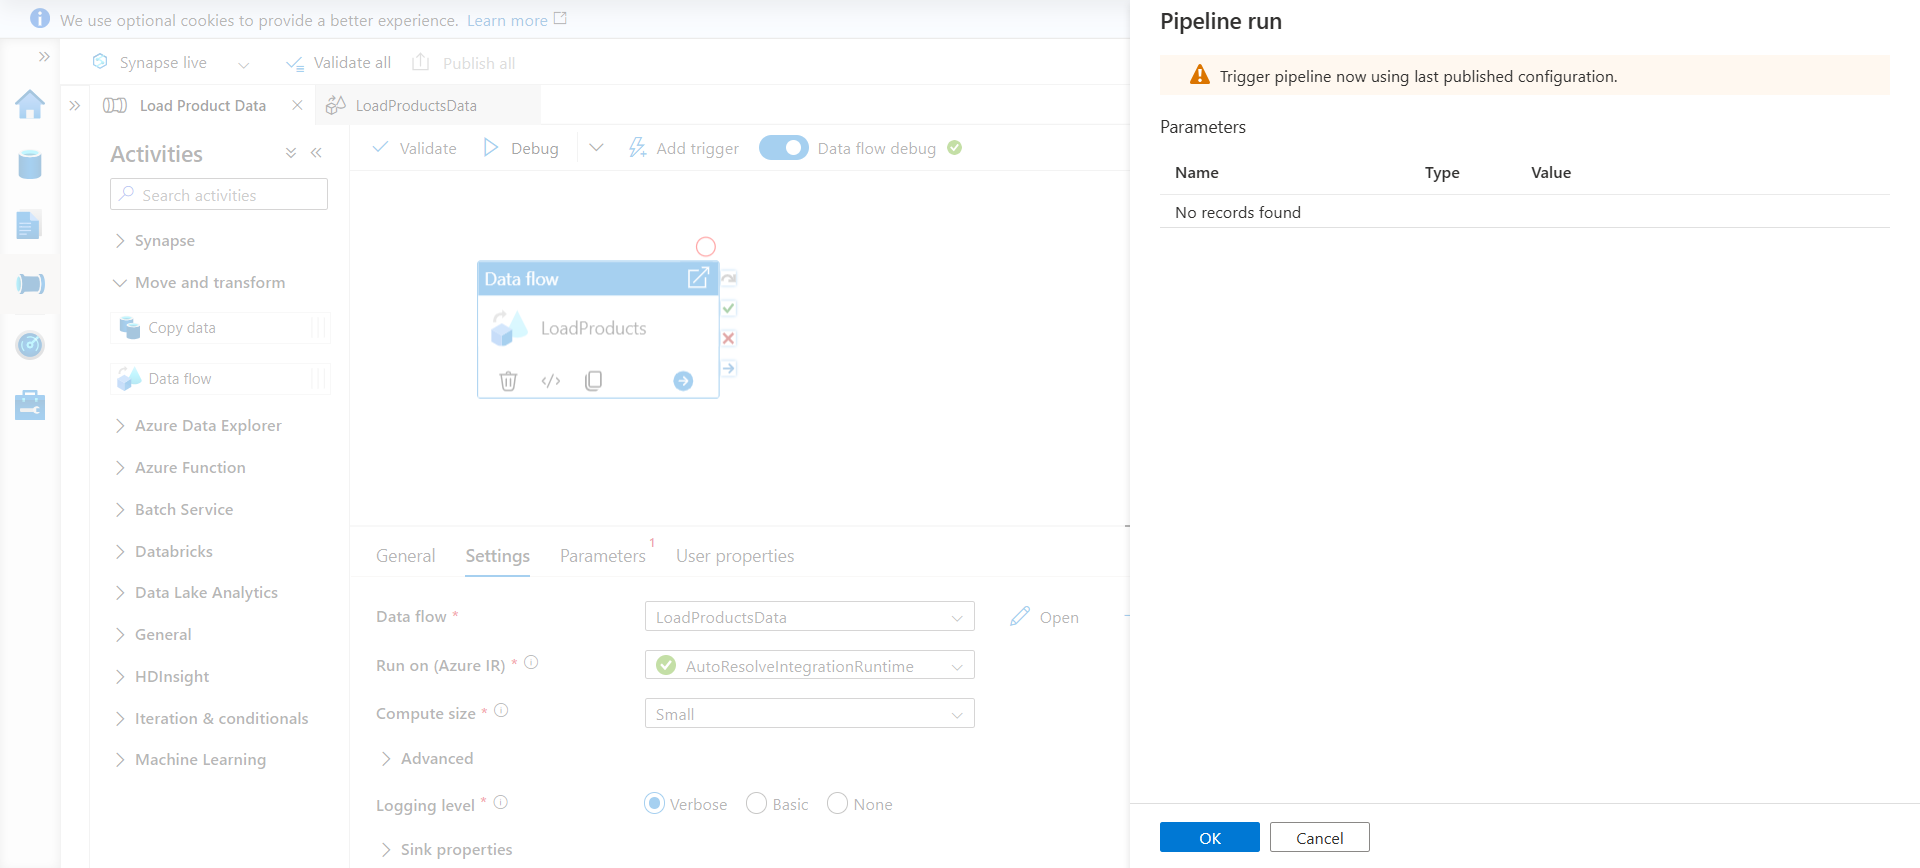 We use optional cookies to provide a better experience. Learn more
Synapse live
Validate all
Publish all
Load Product Data
LoadProductsData
Activities
Search activities
Synapse
Move and transform
Copy data
Data flow
Azure Data Explorer
Azure Function
Batch Service
Databricks
Data Lake Analytics
General
HDInsight
Iteration & conditionals
Machine Learning
Validate
Debug
Add trigger
Data flow debug
Data flow
LoadProducts
General
Settings
Parameters 1
User properties
Data flow *
LoadProductsData
Open
Run on (Azure IR) *
AutoResolveIntegrationRuntime
Compute size *
Small
Advanced
Logging level *
Verbose
Basic
None
Sink properties
Pipeline run
Trigger pipeline now using last published configuration.
Parameters
Name Type Value
No records found
OK
Cancel